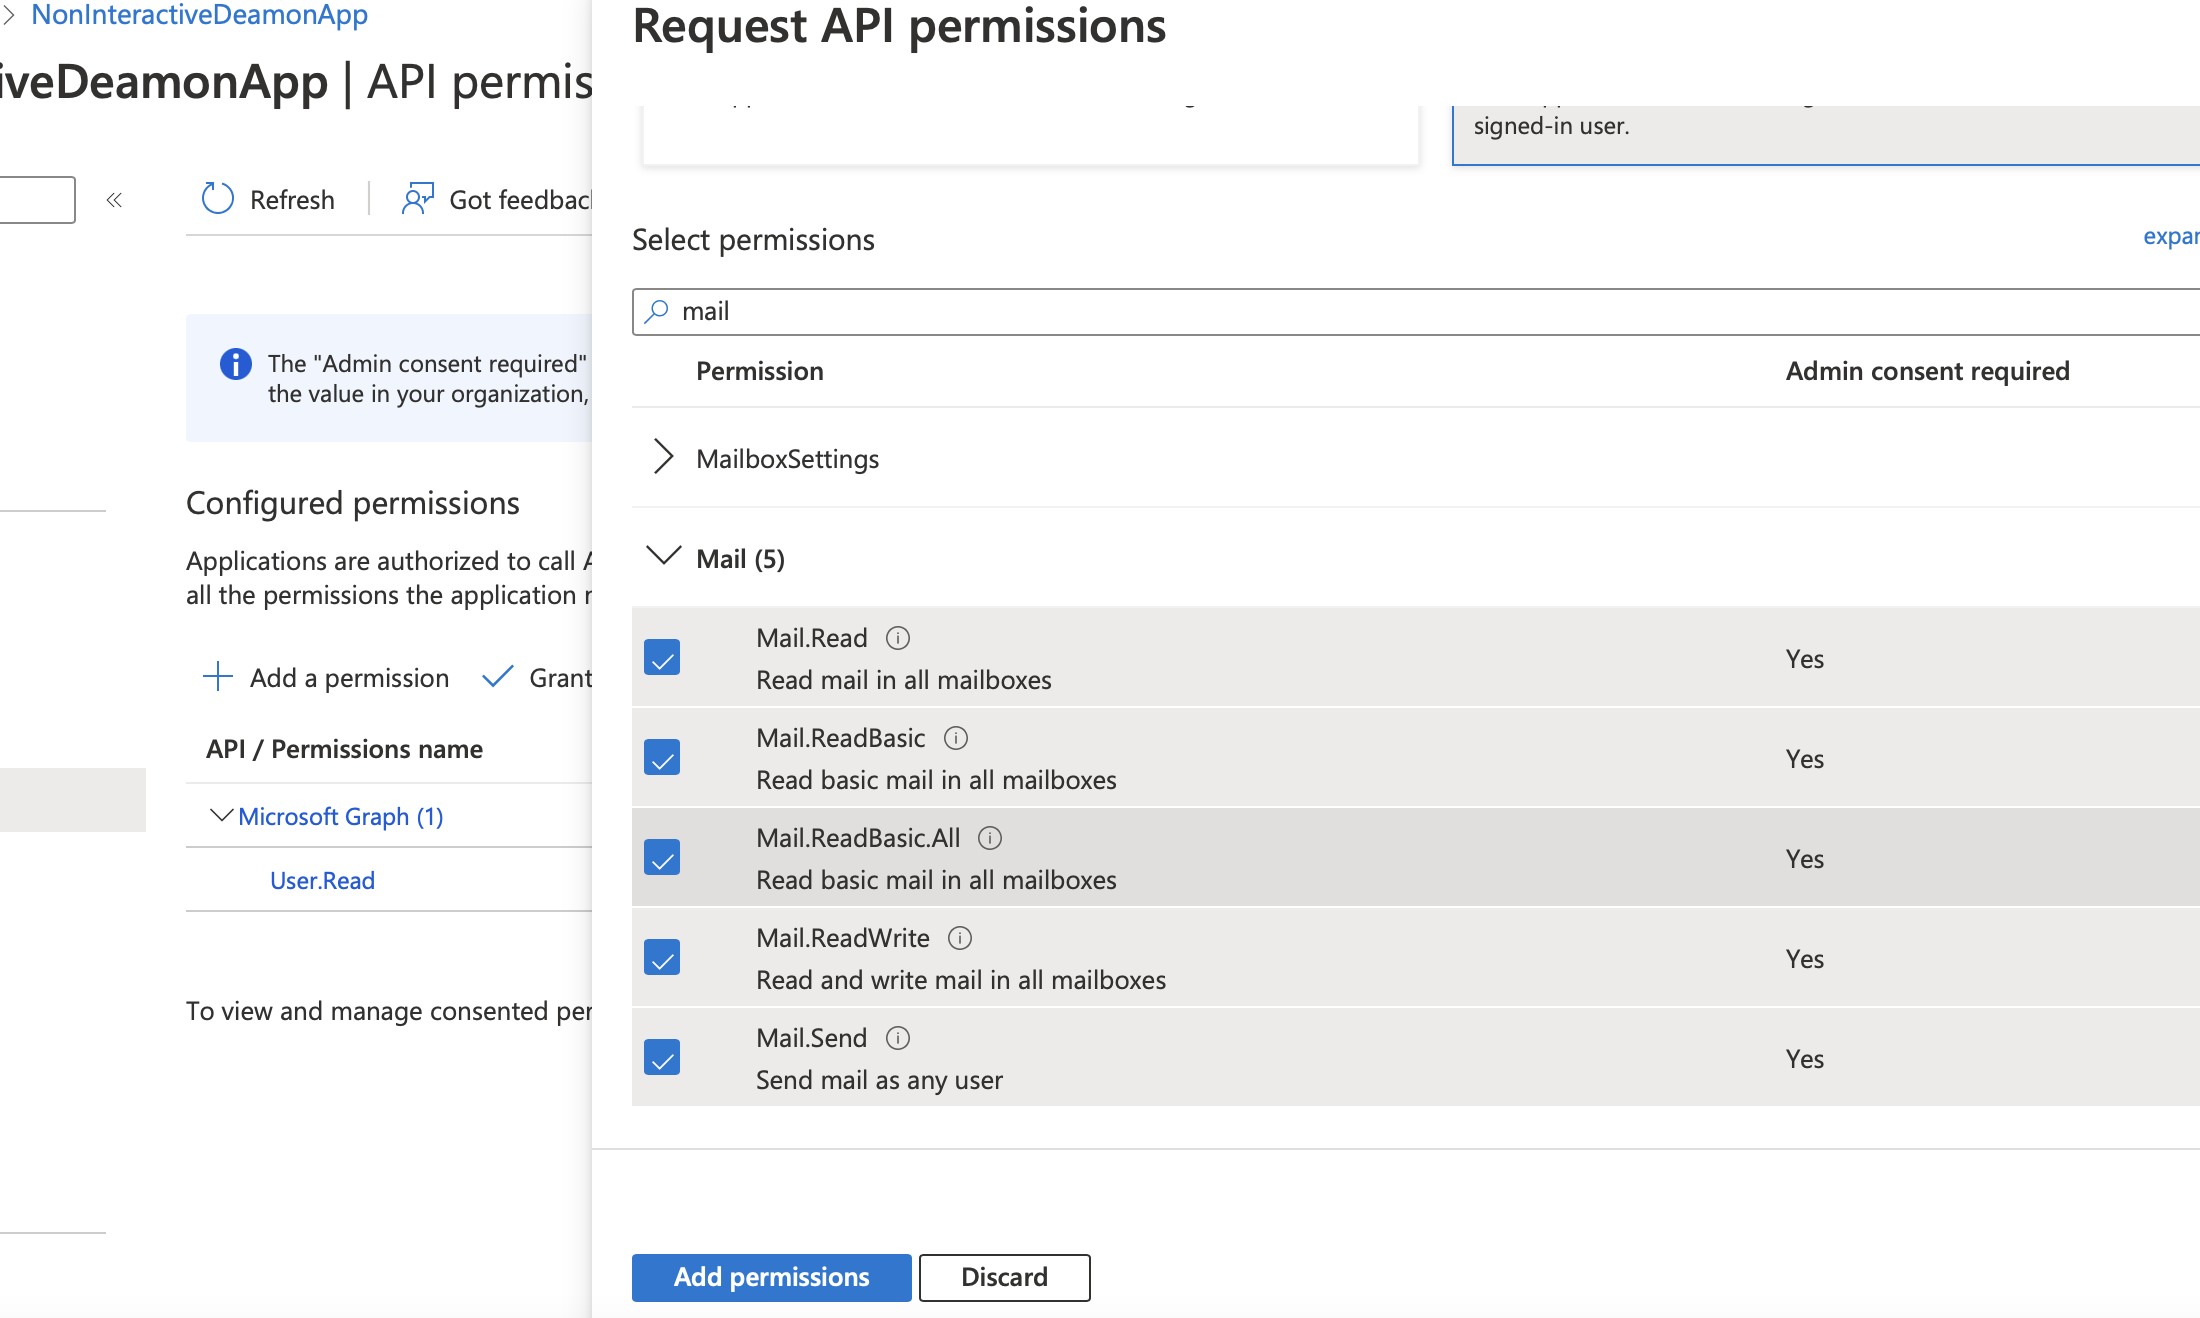 NonInteractiveDeamonApp
iveDeamonApp | API permis
Refresh
Got feedbac
The "Admin consent required"
the value in your organization,
Configured permissions
Applications are authorized to call A
all the permissions the application r
Add a permission
Grant
API / Permissions name
Microsoft Graph (1)
User.Read
To view and manage consented per
Request API permissions
signed-in user.
Select permissions
expan
mail
Permission
Admin consent required
MailboxSettings
Mail (5)
Mail.Read
Read mail in all mailboxes
Yes
Mail.ReadBasic
Read basic mail in all mailboxes
Yes
Mail.ReadBasic.All
Read basic mail in all mailboxes
Yes
Mail.ReadWrite
Read and write mail in all mailboxes
Yes
Mail.Send
Send mail as any user
Yes
Add permissions
Discard